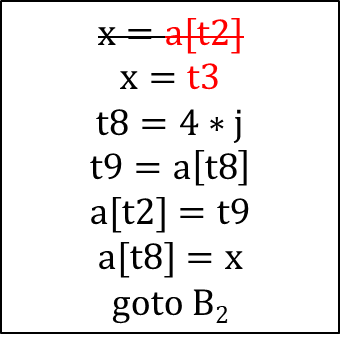 x = a[t2]
x = t3
t8 = 4 * j
t9 = a[t8]
a[t2] = t9
a[t8] = x
goto B₂